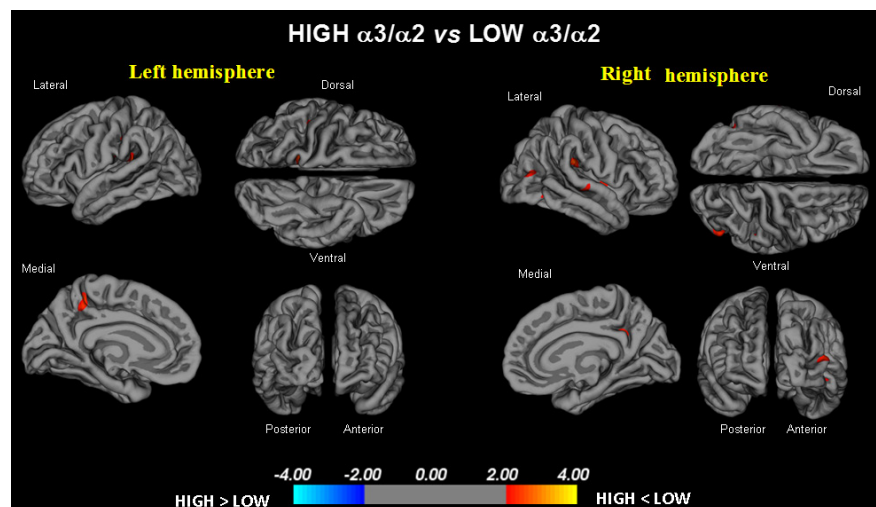 HIGH α3/α2 vs LOW α3/α2
Left hemisphere
Right hemisphere
Lateral
Dorsal
Lateral
Dorsal
Ventral
Ventral
Medial
Medial
Posterior
Anterior
Posterior
Anterior
-4.00 -2.00 0.00 2.00 4.00
HIGH > LOW
HIGH < LOW